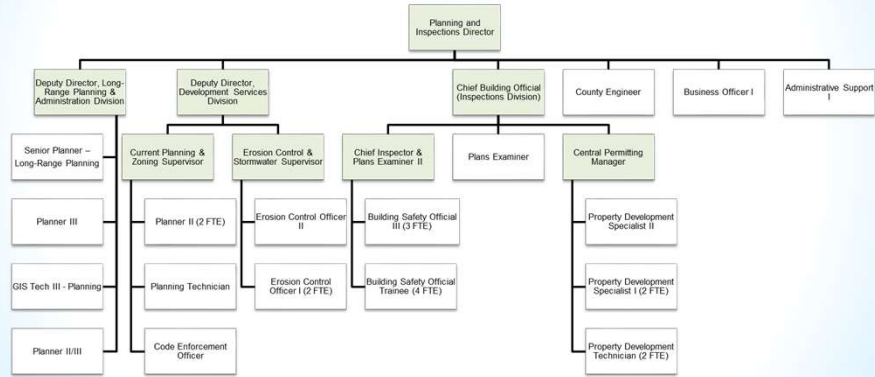 Planning and
Inspections Director
Deputy Director, Long-
Range Planning &
Administration Division
Deputy Director,
Development Services
Division
Chief Building Official
(Inspections Division)
County Engineer
Business Officer I
Administrative Support
I
Senior Planner –
Long-Range Planning
Planner III
GIS Tech III - Planning
Planner II/III
Current Planning &
Zoning Supervisor
Planner II (2 FTE)
Planning Technician
Code Enforcement
Officer
Erosion Control &
Stormwater Supervisor
Erosion Control Officer
II
Erosion Control
Officer I (2 FTE)
Chief Inspector &
Plans Examiner II
Building Safety Official
III (3 FTE)
Building Safety Official
Trainee (4 FTE)
Plans Examiner
Central Permitting
Manager
Property Development
Specialist II
Property Development
Specialist I (2 FTE)
Property Development
Technician (2 FTE)